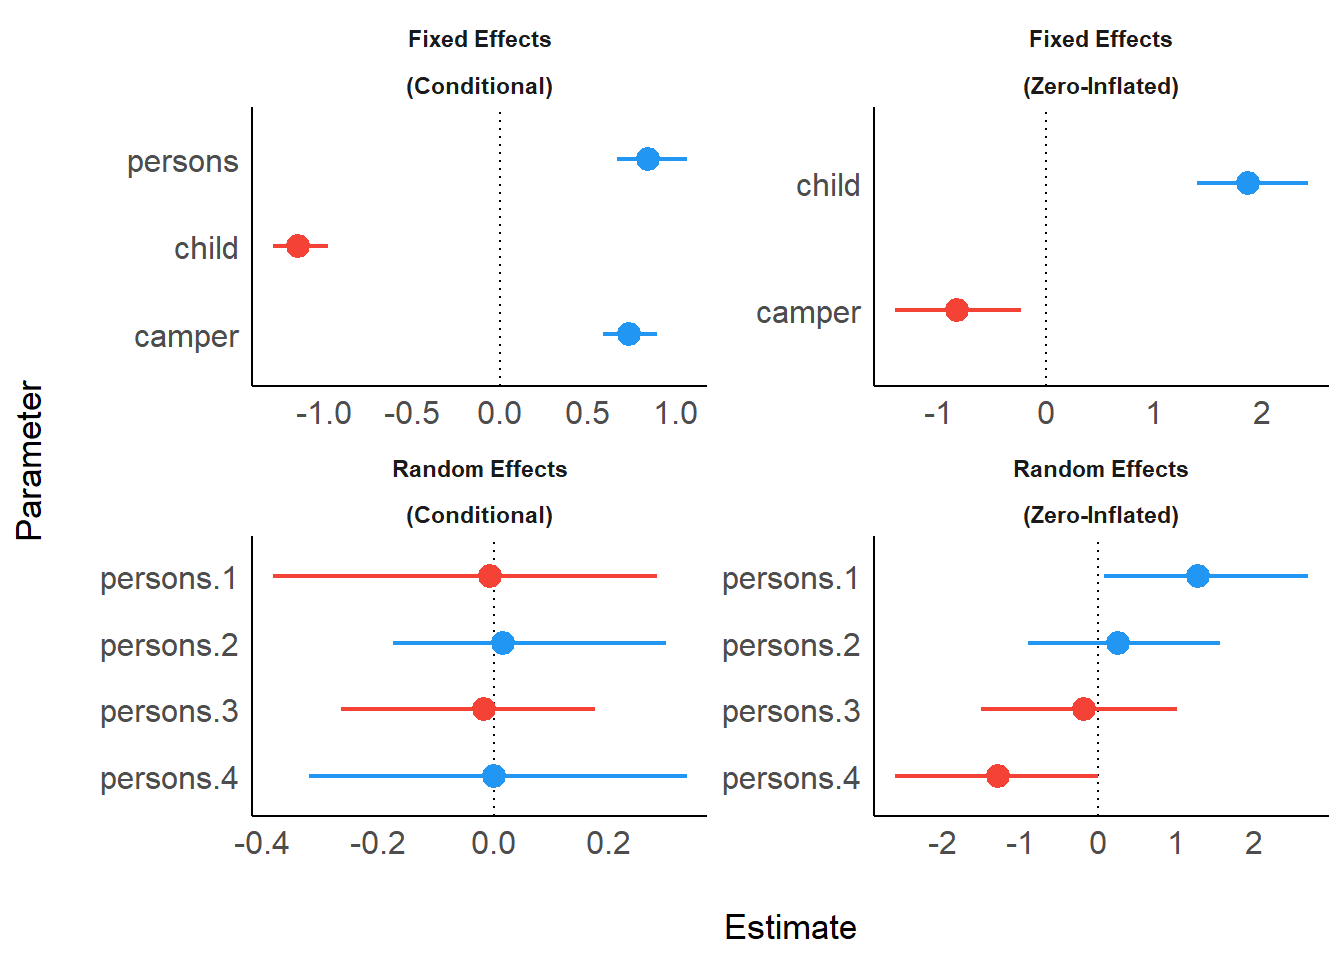 Fixed Effects
(Conditional)
persons
child
camper
-1.0 -0.5 0.0 0.5 1.0
Fixed Effects
(Zero-Inflated)
child
camper
-1 0 1 2
Parameter
Random Effects
(Conditional)
persons.1
persons.2
persons.3
persons.4
-0.4 -0.2 0.0 0.2
Random Effects
(Zero-Inflated)
persons.1
persons.2
persons.3
persons.4
-2 -1 0 1 2
Estimate